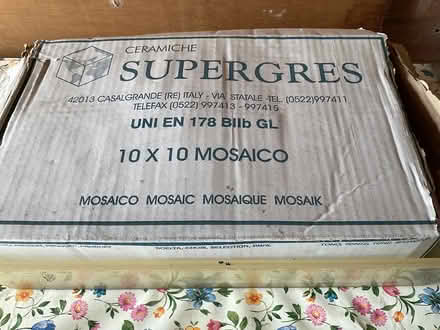 CERAMICHE
SUPERGRES
42013 CASALGRANDE (RE) ITALY - VIA STATALE - TEL. (0522)997411
TELEFAX (0522) 997413 - 997415
UNI EN 178 BIIb GL
10 X 10 MOSAICO
MOSAICO MOSAIC MOSAIQUE MOSAIK